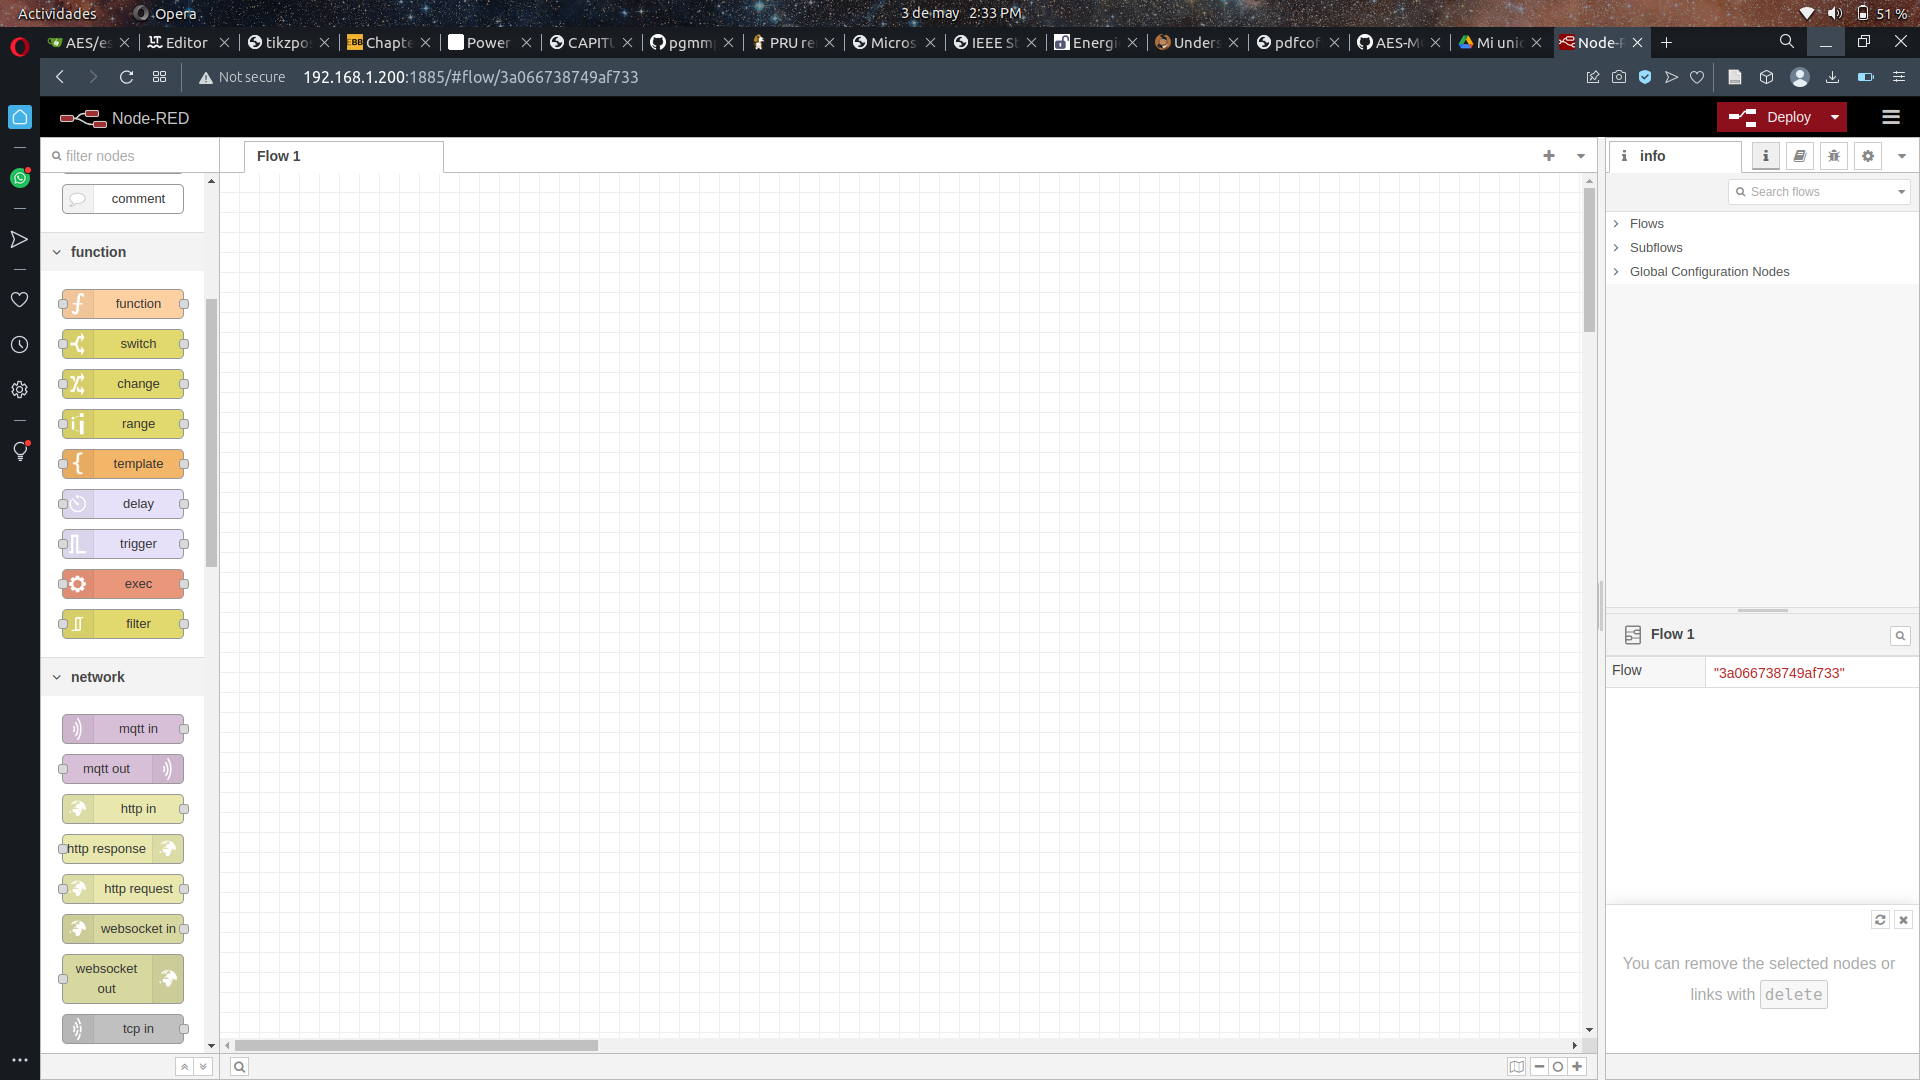 Actividades
Opera
3 de may 2:33 PM
51 %
AES/es
Editor
tikzpo
Chapte
Power
CAPITU
pgmm
PRU re
Micros
IEEE St
Energi
Unders
pdfcof
AES-M
Mi unid
Node-R
Not secure
192.168.1.200:1885/#flow/3a066738749af733
Node-RED
Deploy
filter nodes
Flow 1
info
comment
Search flows
function
Flows
Subflows
Global Configuration Nodes
function
switch
change
range
template
delay
trigger
exec
filter
Flow 1
network
Flow
"3a066738749af733"
mqtt in
mqtt out
http in
http response
http request
websocket in
websocket
out
You can remove the selected nodes or
links with delete
tcp in